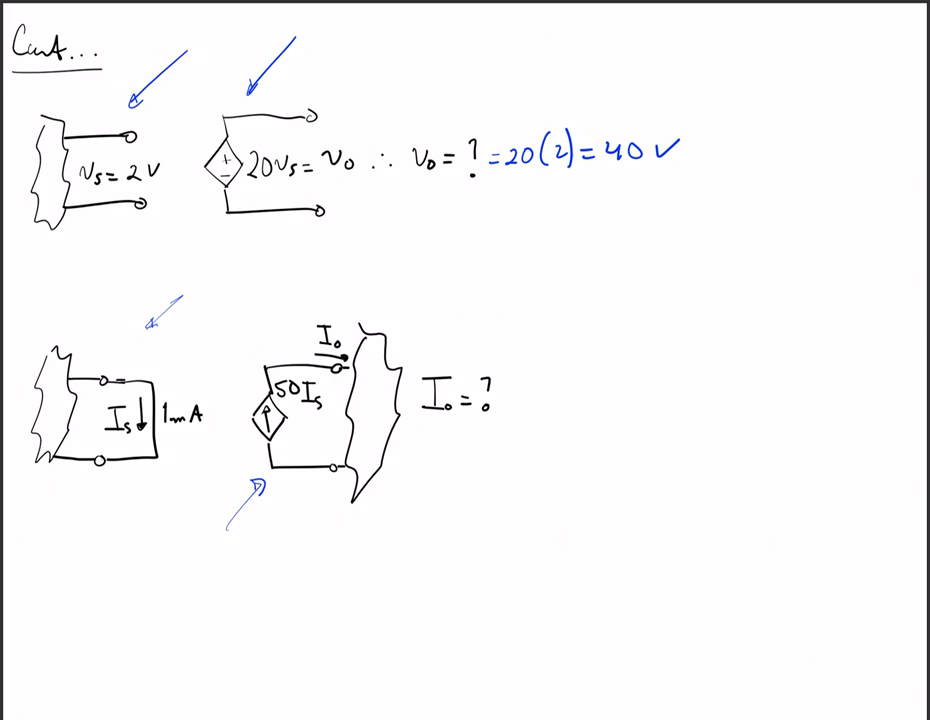 Cont...
+
−
vs = 2 V
20vs = vo ∴ vo = ? = 20(2) = 40 V
Io
50Is
Is ↓ 1mA
Io = ?